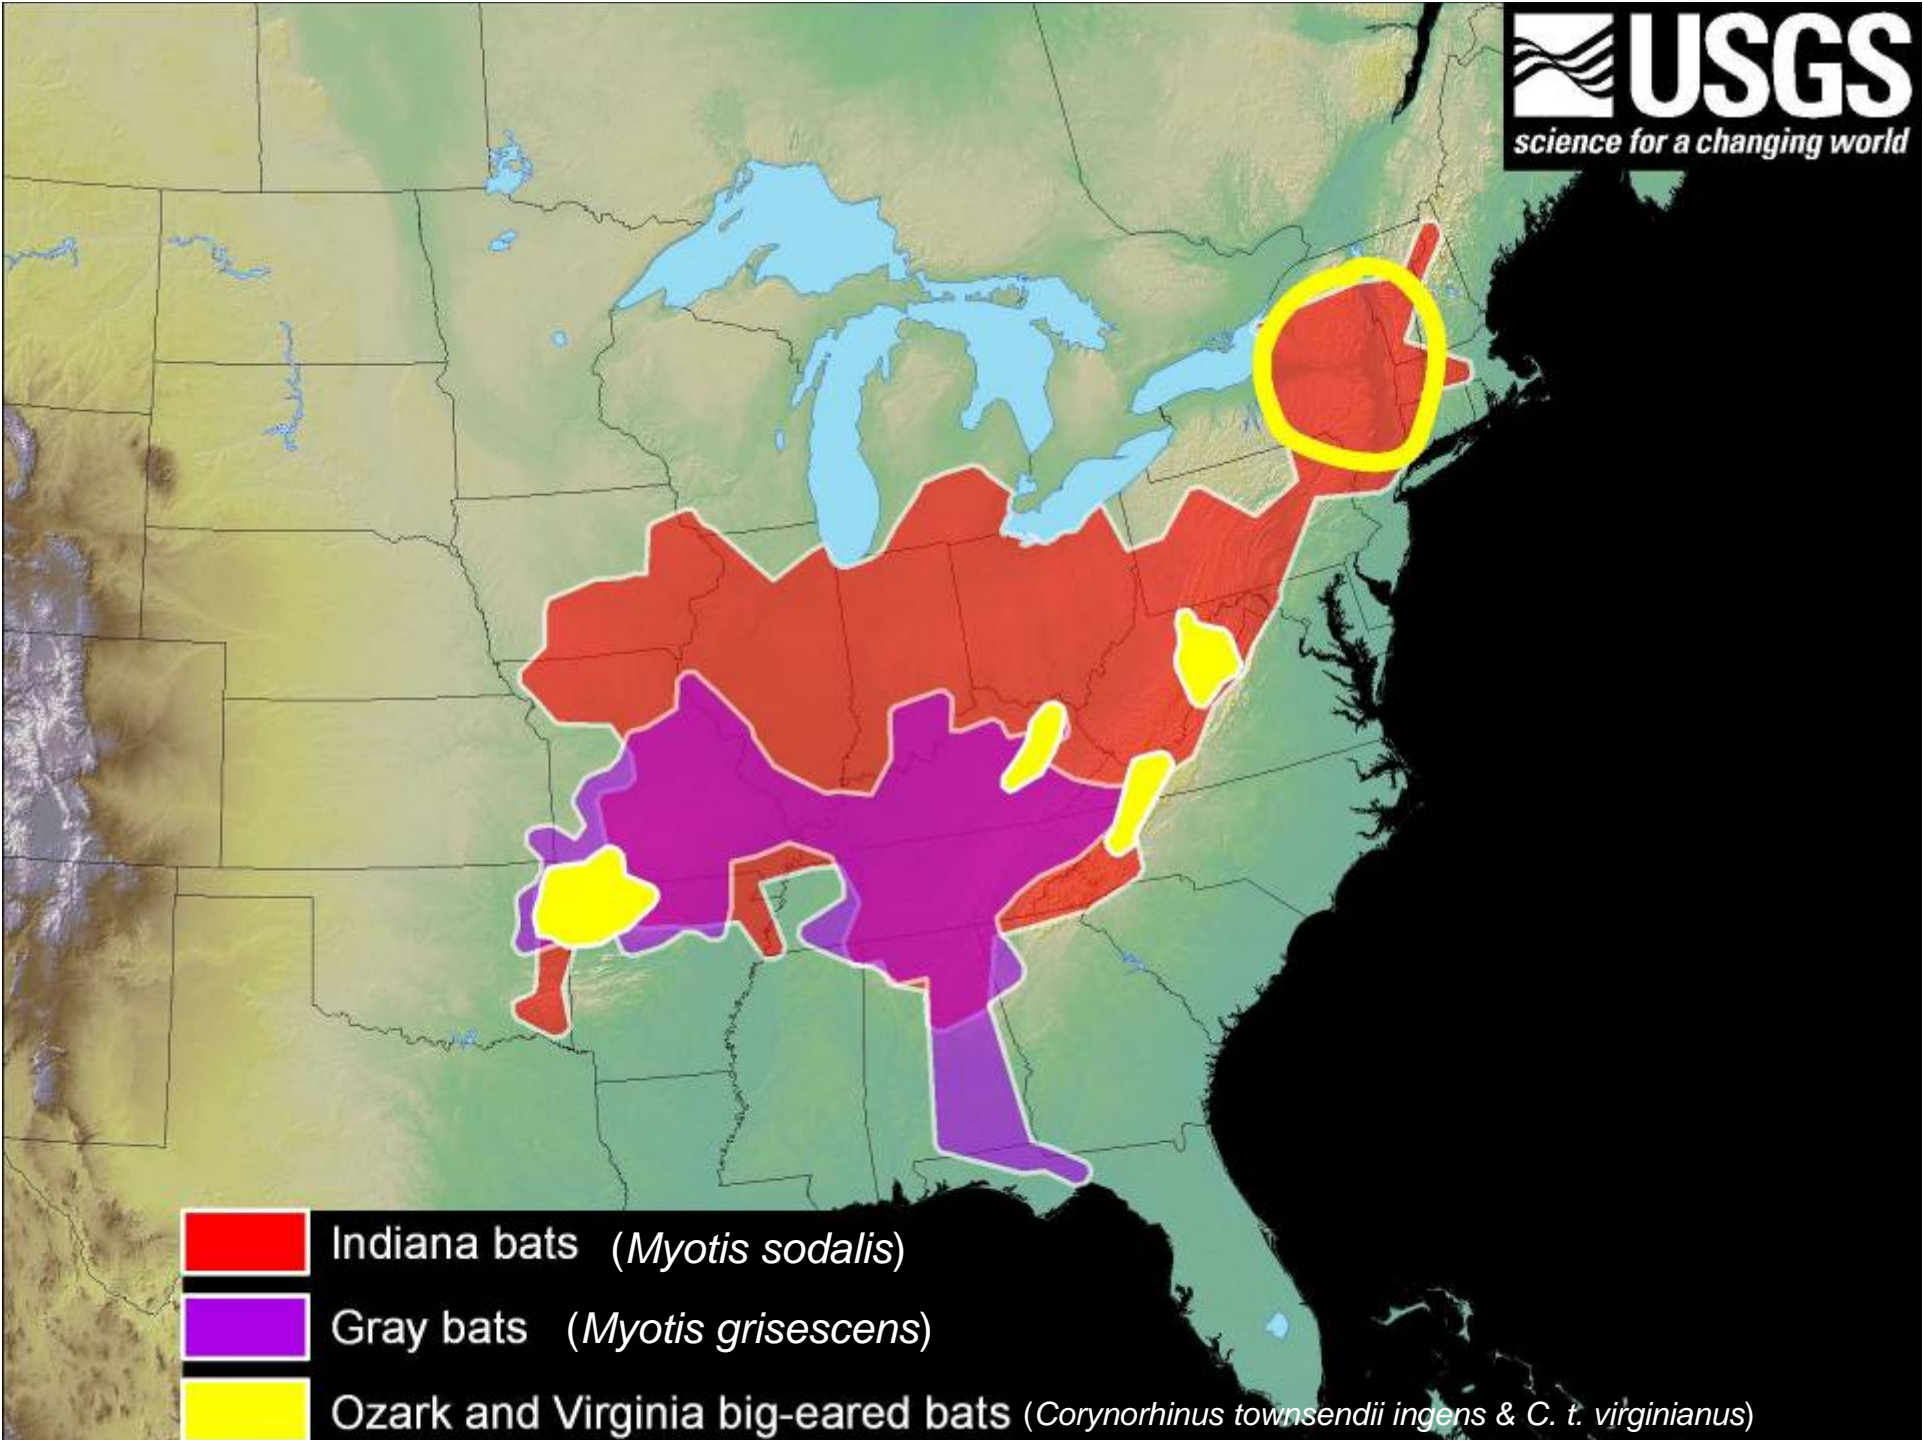 USGS
science for a changing world
Indiana bats (Myotis sodalis)
Gray bats (Myotis grisescens)
Ozark and Virginia big-eared bats (Corynorhinus townsendii ingens & C. t. virginianus)